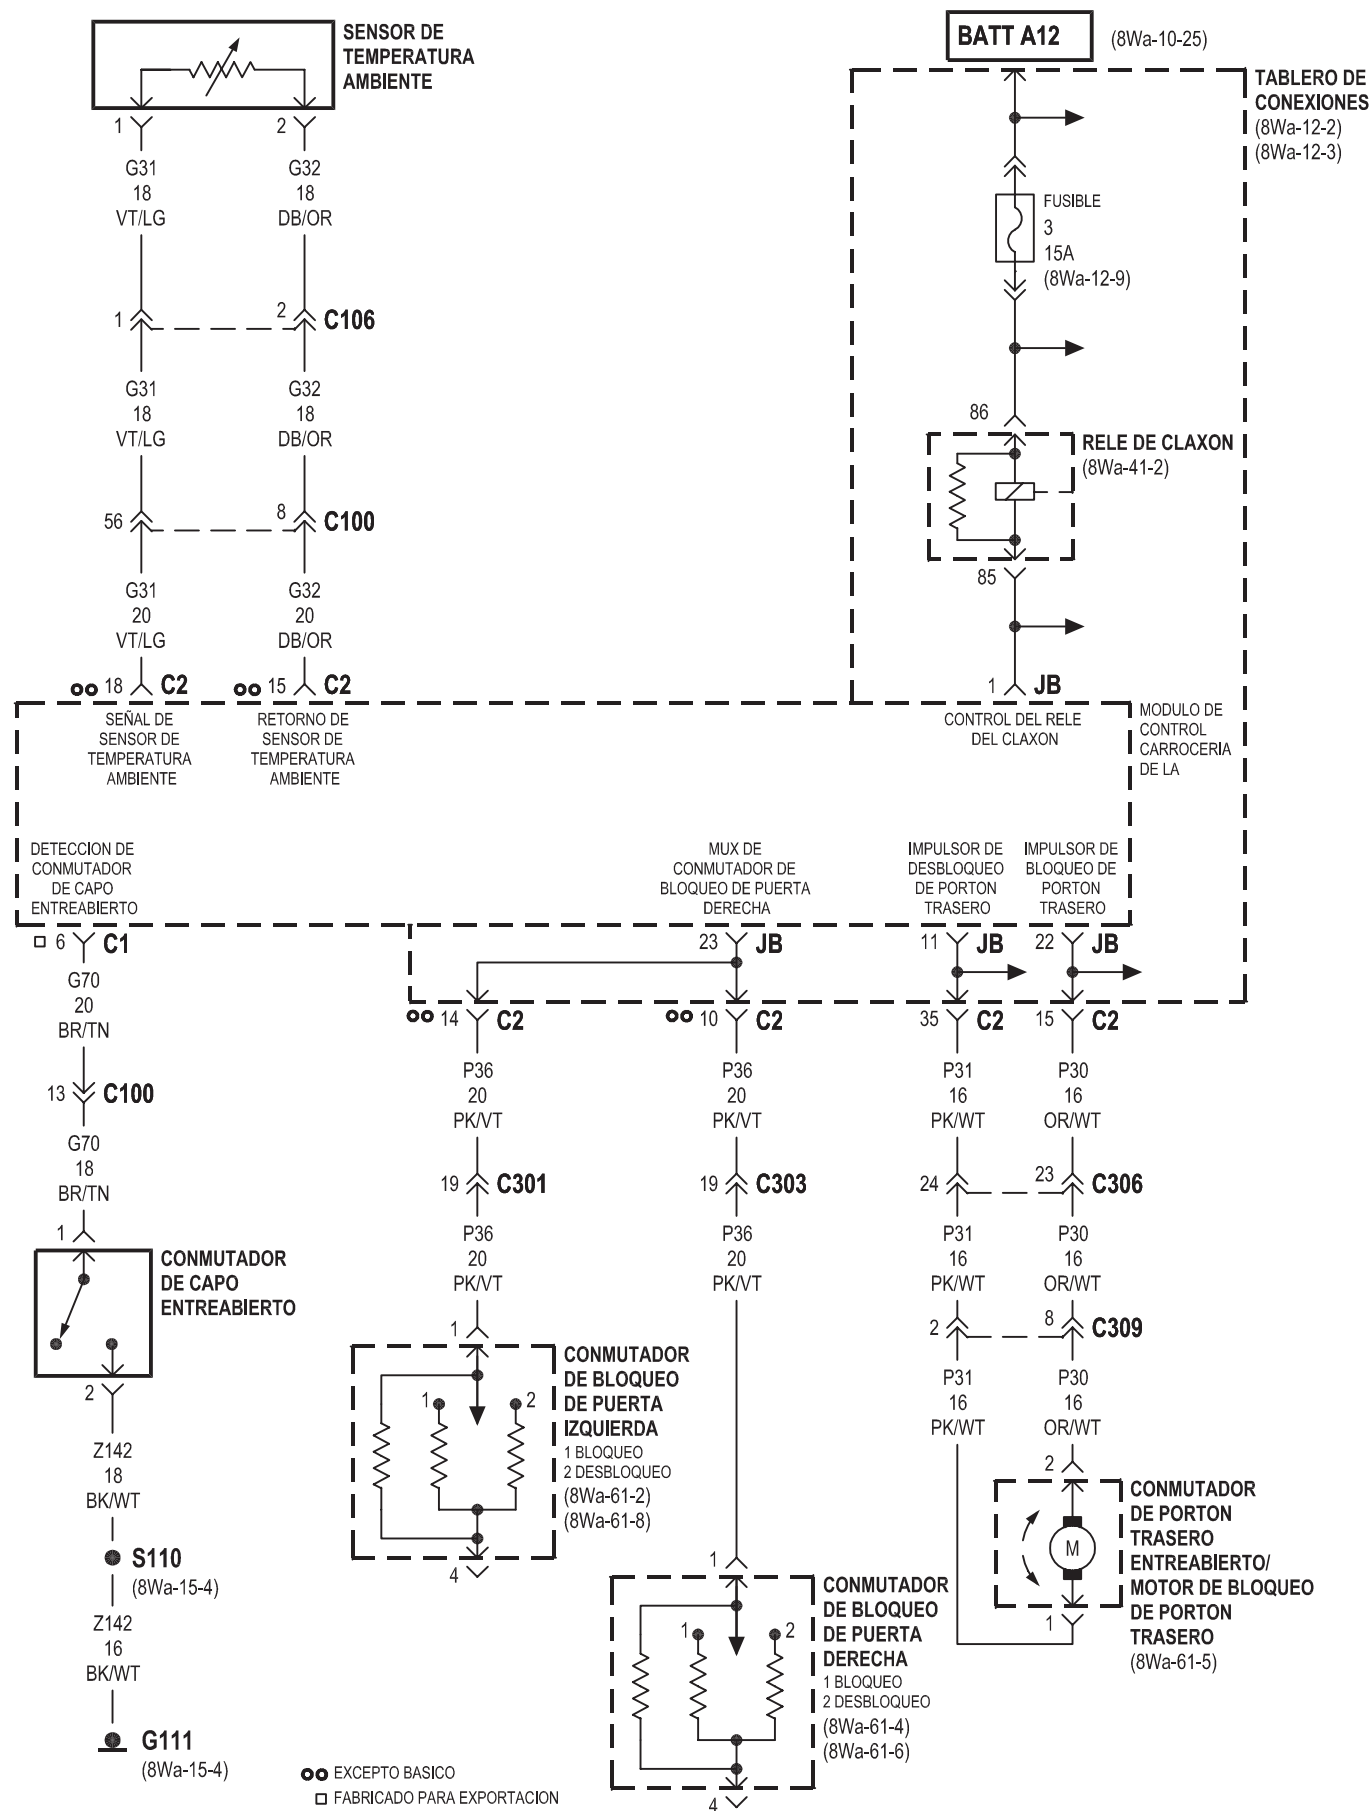 SENSOR DE
TEMPERATURA
AMBIENTE
1
2
G31
18
VT/LG
G32
18
DB/OR
1
2
C106
G31
18
VT/LG
G32
18
DB/OR
56
8
C100
G31
20
VT/LG
G32
20
DB/OR
18
C2
15
C2
BATT A12
(8Wa-10-25)
TABLERO DE
CONEXIONES
(8Wa-12-2)
(8Wa-12-3)
FUSIBLE
3
15A
(8Wa-12-9)
86
RELE DE CLAXON
(8Wa-41-2)
85
1
JB
SEÑAL DE
SENSOR DE
TEMPERATURA
AMBIENTE
RETORNO DE
SENSOR DE
TEMPERATURA
AMBIENTE
CONTROL DEL RELE
DEL CLAXON
MODULO DE
CONTROL
CARROCERIA
DE LA
DETECCION DE
CONMUTADOR
DE CAPO
ENTREABIERTO
MUX DE
CONMUTADOR DE
BLOQUEO DE PUERTA
DERECHA
IMPULSOR DE
DESBLOQUEO
DE PORTON
TRASERO
IMPULSOR DE
BLOQUEO DE
PORTON
TRASERO
6
C1
23
JB
11
JB
22
JB
G70
20
BR/TN
13
C100
G70
18
BR/TN
1
CONMUTADOR
DE CAPO
ENTREABIERTO
2
Z142
18
BK/WT
S110
(8Wa-15-4)
Z142
16
BK/WT
G111
(8Wa-15-4)
14
C2
P36
20
PK/VT
19
C301
P36
20
PK/VT
1
1
2
CONMUTADOR
DE BLOQUEO
DE PUERTA
IZQUIERDA
1 BLOQUEO
2 DESBLOQUEO
(8Wa-61-2)
(8Wa-61-8)
4
10
C2
P36
20
PK/VT
19
C303
P36
20
PK/VT
1
1
2
CONMUTADOR
DE BLOQUEO
DE PUERTA
DERECHA
1 BLOQUEO
2 DESBLOQUEO
(8Wa-61-4)
(8Wa-61-6)
4
35
C2
15
C2
P31
16
PK/WT
P30
16
OR/WT
24
23
C306
P31
16
PK/WT
P30
16
OR/WT
2
8
C309
P31
16
PK/WT
P30
16
OR/WT
2
M
1
CONMUTADOR
DE PORTON
TRASERO
ENTREABIERTO/
MOTOR DE BLOQUEO
DE PORTON
TRASERO
(8Wa-61-5)
EXCEPTO BASICO
FABRICADO PARA EXPORTACION